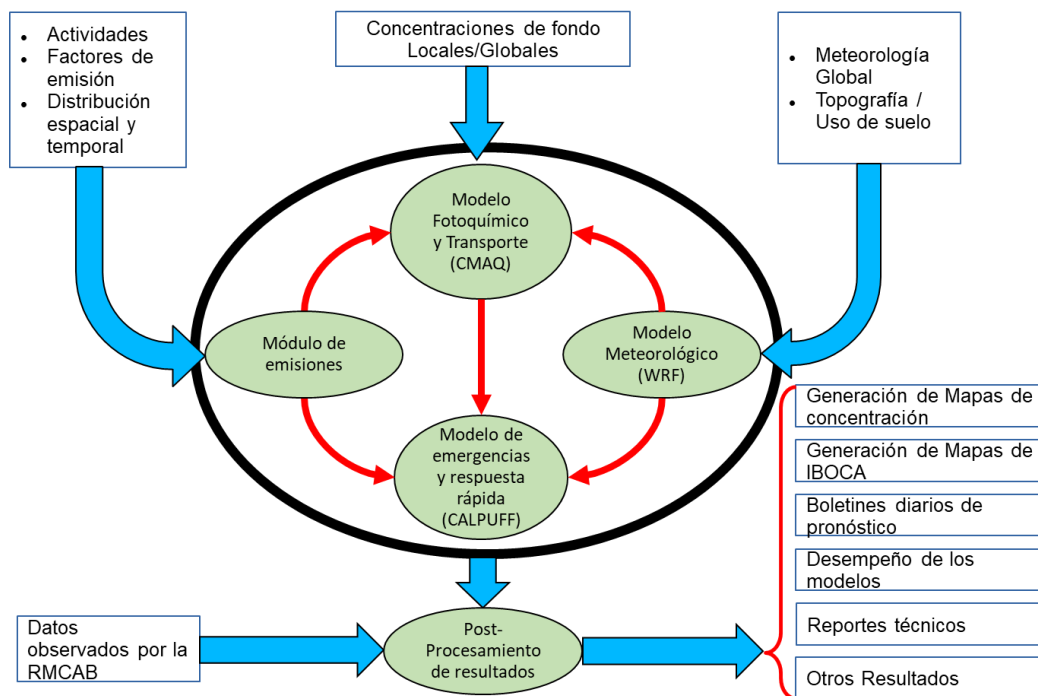 • Actividades
• Factores de
emisión
• Distribución
espacial y
temporal
Concentraciones de fondo
Locales/Globales
• Meteorología
Global
• Topografía /
Uso de suelo
Modelo
Fotoquímico
y Transporte
(CMAQ)
Módulo de
emisiones
Modelo
Meteorológico
(WRF)
Modelo de
emergencias
y respuesta
rápida
(CALPUFF)
Generación de Mapas de
concentración
Generación de Mapas de
IBOCA
Boletines diarios de
pronóstico
Desempeño de los
modelos
Reportes técnicos
Otros Resultados
Datos
observados por la
RMCAB
Post-
Procesamiento
de resultados